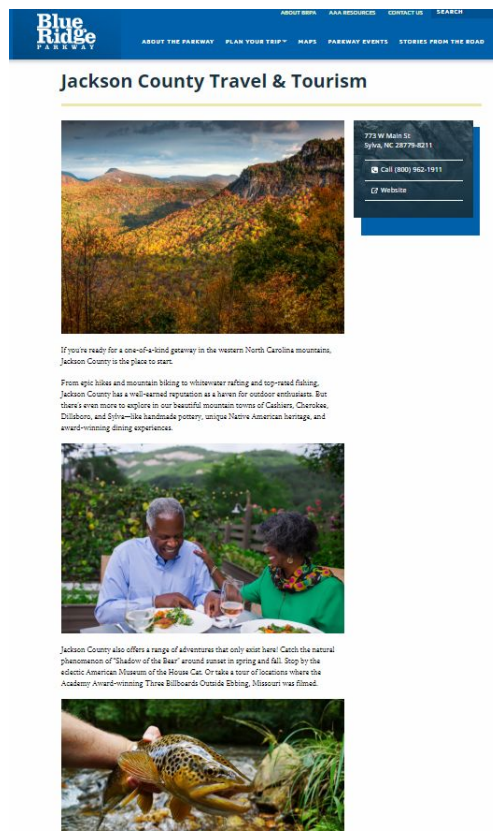 ABOUT BRPA AAA RESOURCES CONTACT US SEARCH
Blue
Ridge
PARKWAY
ABOUT THE PARKWAY PLAN YOUR TRIP MAPS PARKWAY EVENTS STORIES FROM THE ROAD
Jackson County Travel & Tourism
773 W Main St
Sylva, NC 28779-8211
Call (800) 962-1911
Website
If you're ready for a one-of-a-kind getaway in the western North Carolina mountains,
Jackson County is the place to start.
From epic hikes and mountain biking to whitewater rafting and top-rated fishing,
Jackson County has a well-earned reputation as a haven for outdoor enthusiasts. But
there's even more to explore in our beautiful mountain towns of Cashiers, Cherokee,
Dillsboro, and Sylva—like handmade pottery, unique Native American heritage, and
award-winning dining experiences.
Jackson County also offers a range of adventures that only exist here! Catch the natural
phenomenon of "Shadow of the Bear" around sunset in spring and fall. Stop by the
eclectic American Museum of the House Cat. Or take a tour of locations where the
Academy Award-winning Three Billboards Outside Ebbing, Missouri was filmed.